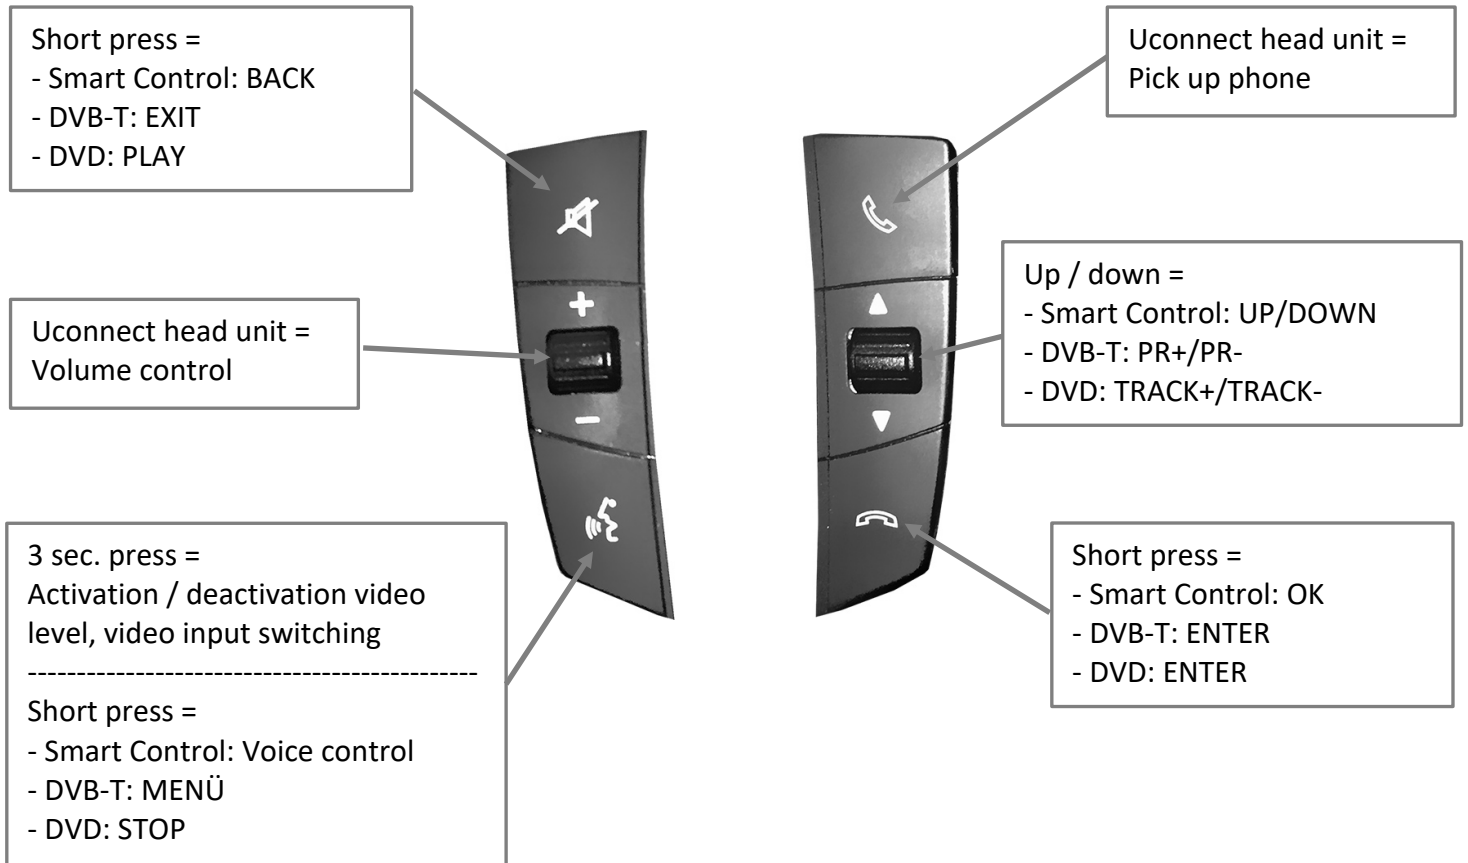 Short press =
- Smart Control: BACK
- DVB-T: EXIT
- DVD: PLAY
Uconnect head unit =
Pick up phone
Up / down =
- Smart Control: UP/DOWN
- DVB-T: PR+/PR-
- DVD: TRACK+/TRACK-
Uconnect head unit =
Volume control
3 sec. press =
Activation / deactivation video
level, video input switching
----------------------------------------------
Short press =
- Smart Control: Voice control
- DVB-T: MENÜ
- DVD: STOP
Short press =
- Smart Control: OK
- DVB-T: ENTER
- DVD: ENTER